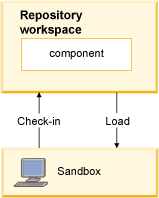 Repository
workspace
component
Check-in
Load
Sandbox